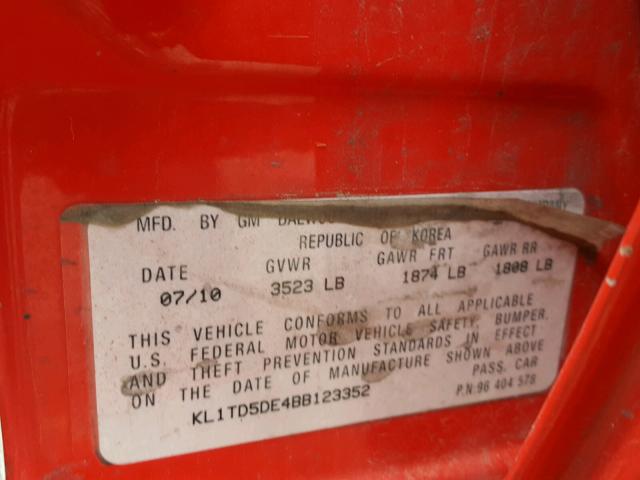 MFD. BY GM
REPUBLIC OF KOREA
DATE GVWR GAWR FRT GAWR RR
07/10 3523 LB 1874 LB 1808 LB
THIS VEHICLE CONFORMS TO ALL APPLICABLE
U.S. FEDERAL MOTOR VEHICLE SAFETY, BUMPER,
AND THEFT PREVENTION STANDARDS IN EFFECT
ON THE DATE OF MANUFACTURE SHOWN ABOVE
PASS. CAR
KL1TD5DE4BB123352 P.N 96 404 578